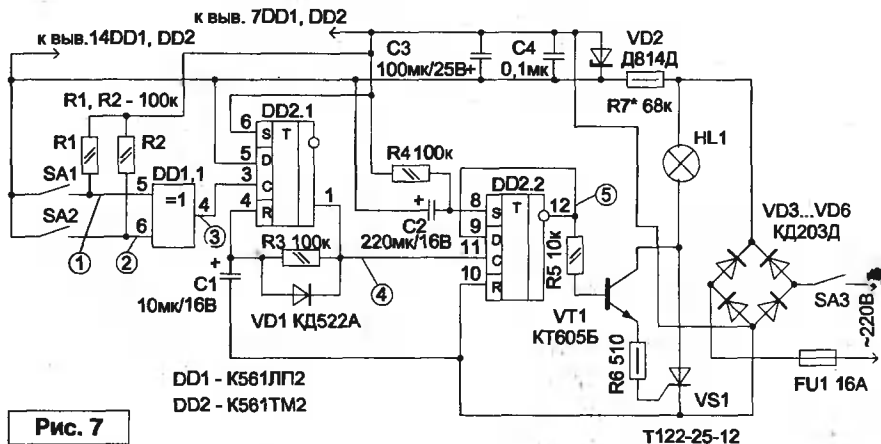 к выв. 7DD1, DD2
к выв.14DD1, DD2
C3
100мк/25В+
C4
0,1мк
VD2
Д814Д
R7* 68к
R1, R2 - 100к
R1
R2
DD2.1
6
S
T
5
D
3
C
4
R
1
R4 100к
HL1
SA1
SA2
DD1,1
5
=1
4
6
1
2
3
+
C2
220мк/16В
DD2.2
8
S
T
12
9
D
11
C
10
R
5
R3 100к
+
C1
10мк/16В
VD1 КД522А
4
R5 10к
VD3...VD6
КД203Д
SA3
~220В
VT1
КТ605Б
R6 510
FU1 16А
VS1
DD1 - К561ЛП2
DD2 - К561ТМ2
Рис. 7
Т122-25-12